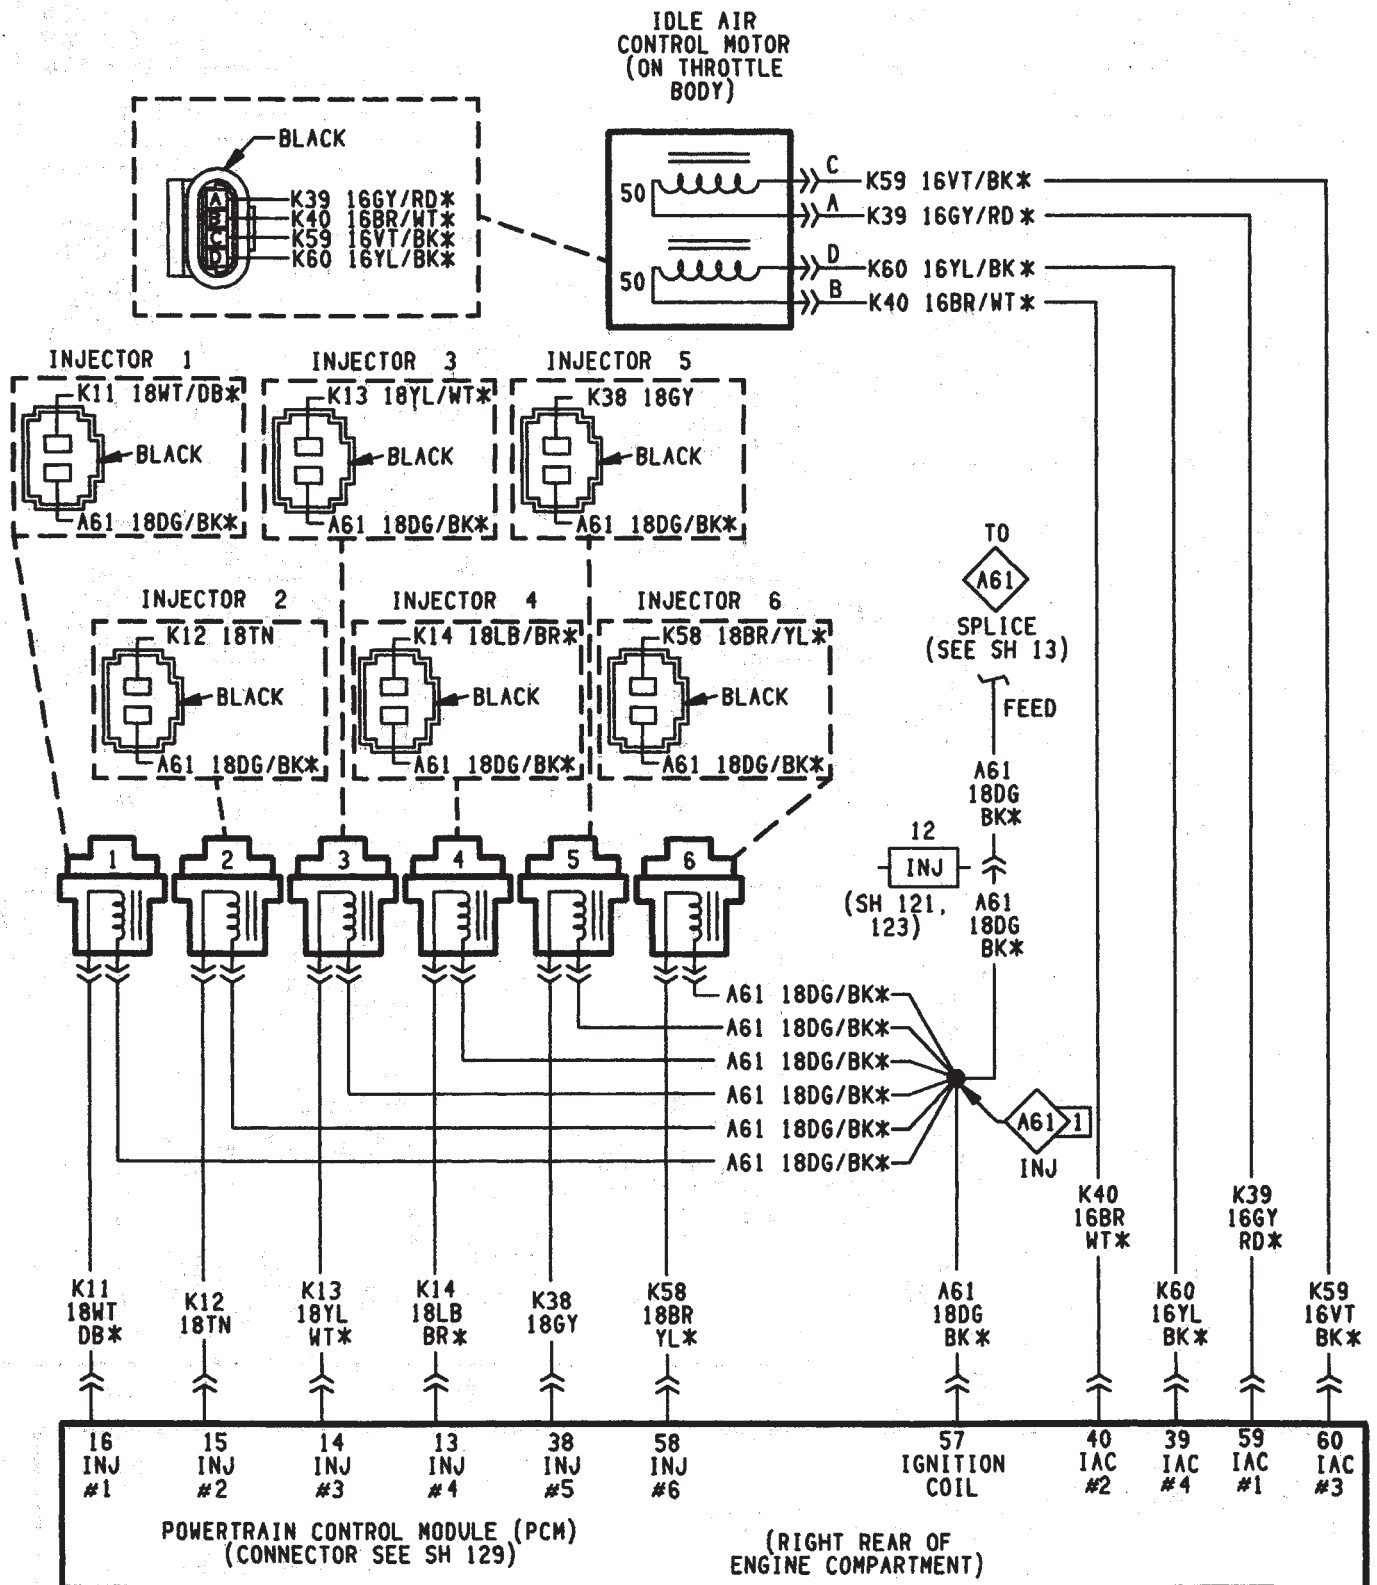 IDLE AIR
CONTROL MOTOR
(ON THROTTLE
BODY)
BLACK
A K39 16GY/RD*
B K40 16BR/WT*
C K59 16VT/BK*
D K60 16YL/BK*
50
C K59 16VT/BK*
A K39 16GY/RD*
50
D K60 16YL/BK*
B K40 16BR/WT*
INJECTOR 1
K11 18WT/DB*
BLACK
A61 18DG/BK*
INJECTOR 3
K13 18YL/WT*
BLACK
A61 18DG/BK*
INJECTOR 5
K38 18GY
BLACK
A61 18DG/BK*
INJECTOR 2
K12 18TN
BLACK
A61 18DG/BK*
INJECTOR 4
K14 18LB/BR*
BLACK
A61 18DG/BK*
INJECTOR 6
K58 18BR/YL*
BLACK
A61 18DG/BK*
TO
A61
SPLICE
(SEE SH 13)
FEED
A61
18DG
BK*
12
INJ
(SH 121,
123)
A61
18DG
BK*
1 2 3 4 5 6
A61 18DG/BK*
A61 18DG/BK*
A61 18DG/BK*
A61 18DG/BK*
A61 18DG/BK*
A61 18DG/BK*
A61 1
INJ
K11
18WT
DB*
K12
18TN
K13
18YL
WT*
K14
18LB
BR*
K38
18GY
K58
18BR
YL*
A61
18DG
BK*
K40
16BR
WT*
K60
16YL
BK*
K39
16GY
RD*
K59
16VT
BK*
16
INJ
#1
15
INJ
#2
14
INJ
#3
13
INJ
#4
38
INJ
#5
58
INJ
#6
57
IGNITION
COIL
40
IAC
#2
39
IAC
#4
59
IAC
#1
60
IAC
#3
POWERTRAIN CONTROL MODULE (PCM)
(CONNECTOR SEE SH 129)
(RIGHT REAR OF
ENGINE COMPARTMENT)